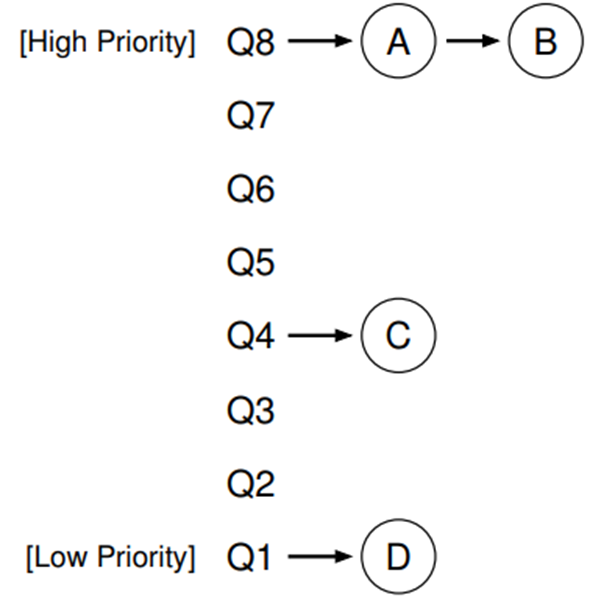 [High Priority] Q8 A B
Q7
Q6
Q5
Q4 C
Q3
Q2
[Low Priority] Q1 D